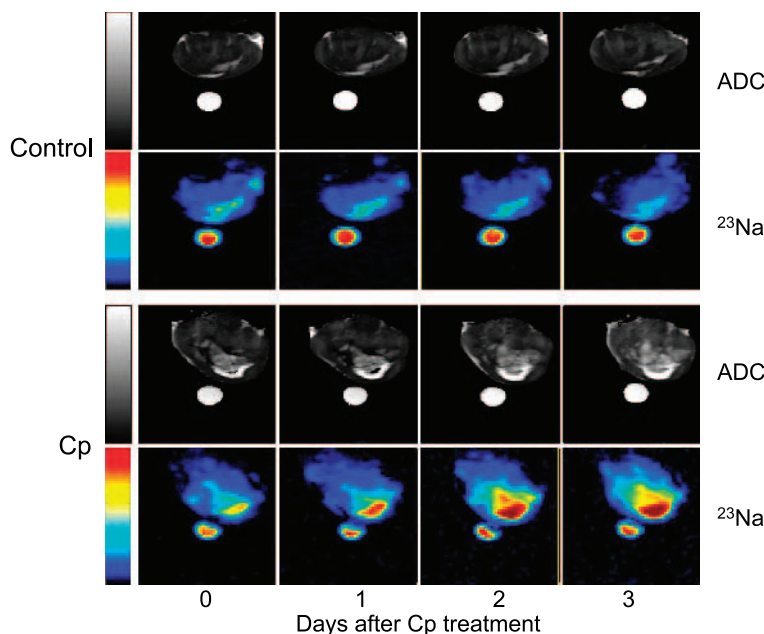 ADC
Control
²³Na
ADC
Cp
²³Na
0 1 2 3
Days after Cp treatment